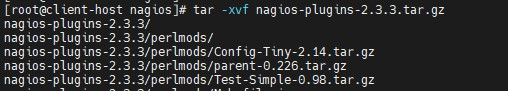 [root@client-host nagios]# tar -xvf nagios-plugins-2.3.3.tar.gz
nagios-plugins-2.3.3/
nagios-plugins-2.3.3/perlmods/
nagios-plugins-2.3.3/perlmods/Config-Tiny-2.14.tar.gz
nagios-plugins-2.3.3/perlmods/parent-0.226.tar.gz
nagios-plugins-2.3.3/perlmods/Test-Simple-0.98.tar.gz